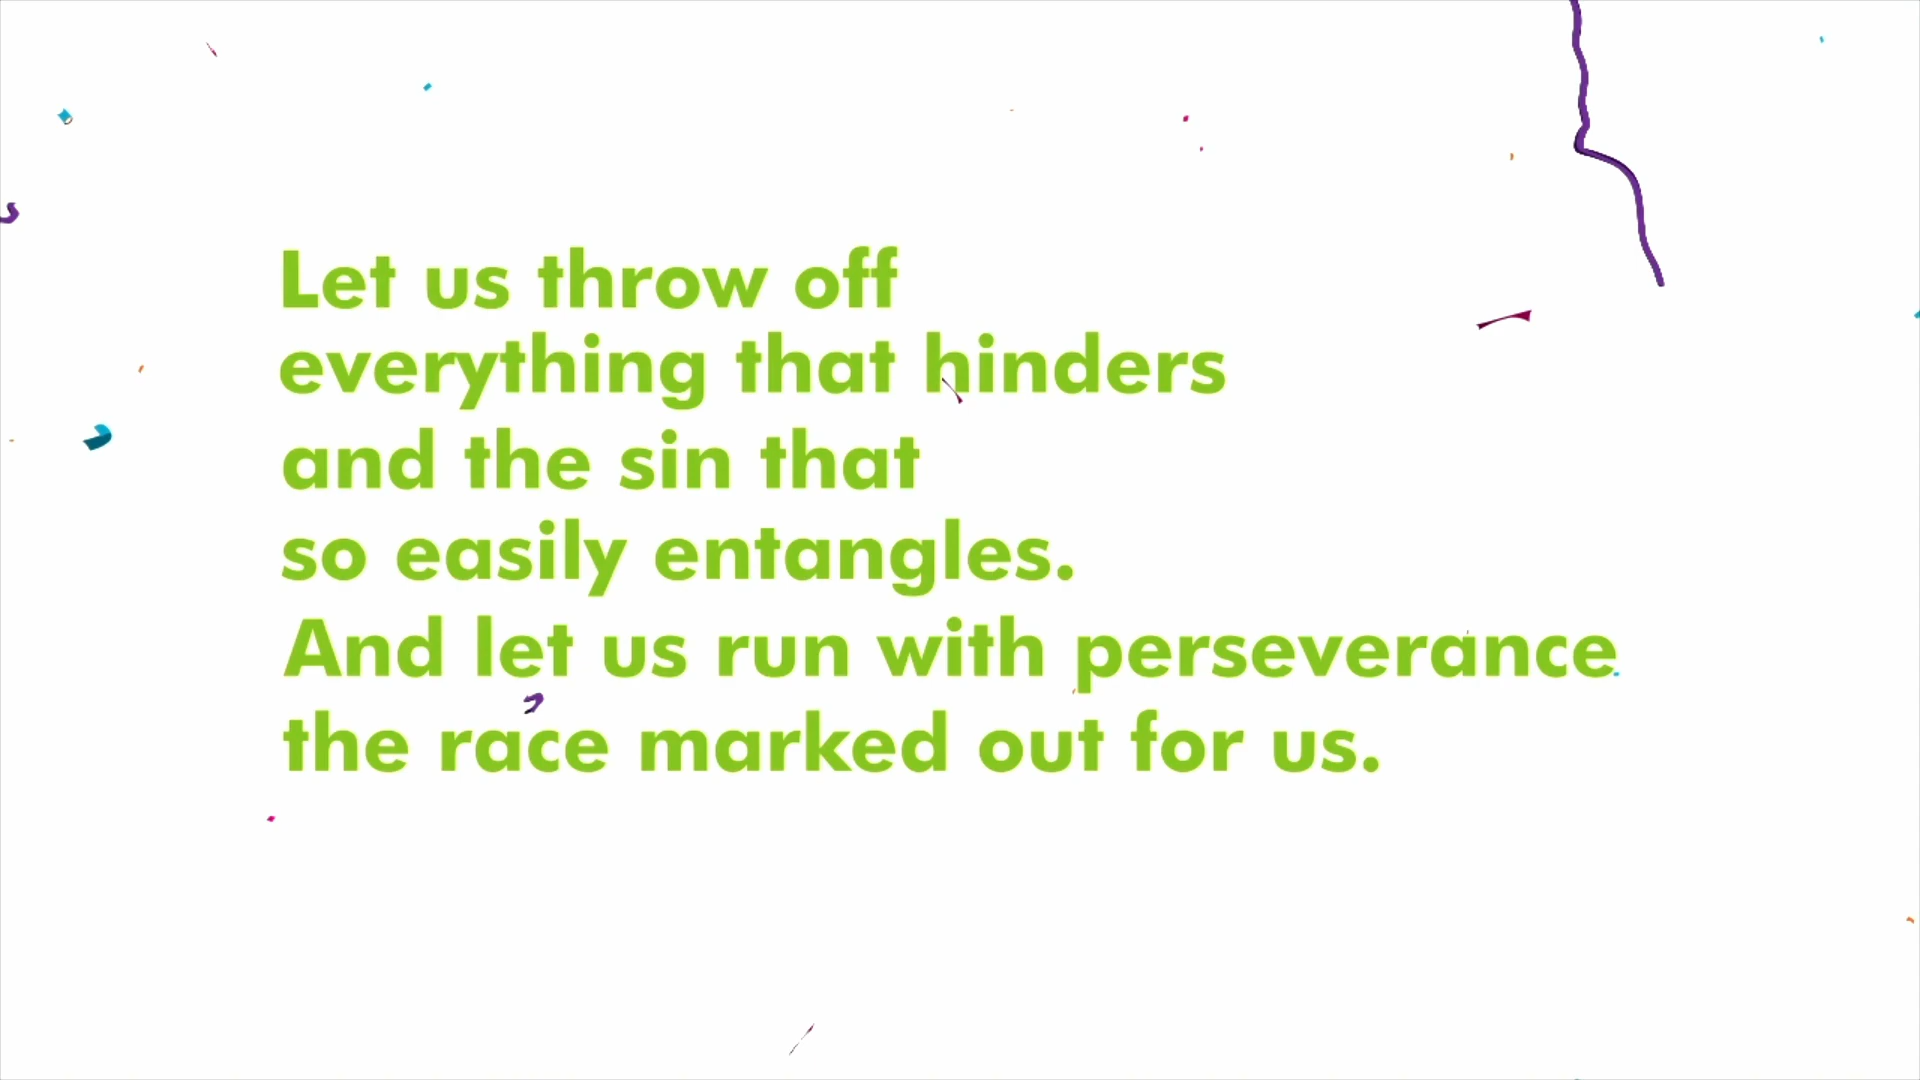 Let us throw off
everything that hinders
and the sin that
so easily entangles.
And let us run with perseverance
the race marked out for us.